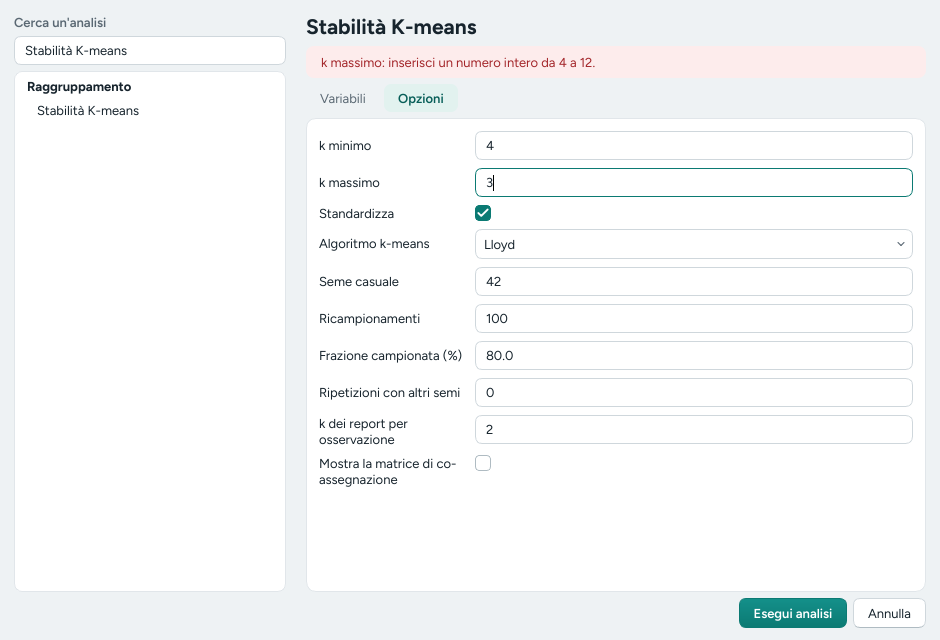 Cerca un'analisi
Stabilità K-means
Raggruppamento
Stabilità K-means
Stabilità K-means
k massimo: inserisci un numero intero da 4 a 12.
Variabili
Opzioni
k minimo
4
k massimo
3
Standardizza
Algoritmo k-means
Lloyd
Seme casuale
42
Ricampionamenti
100
Frazione campionata (%)
80.0
Ripetizioni con altri semi
0
k dei report per
osservazione
2
Mostra la matrice di co-
assegnazione
Esegui analisi
Annulla